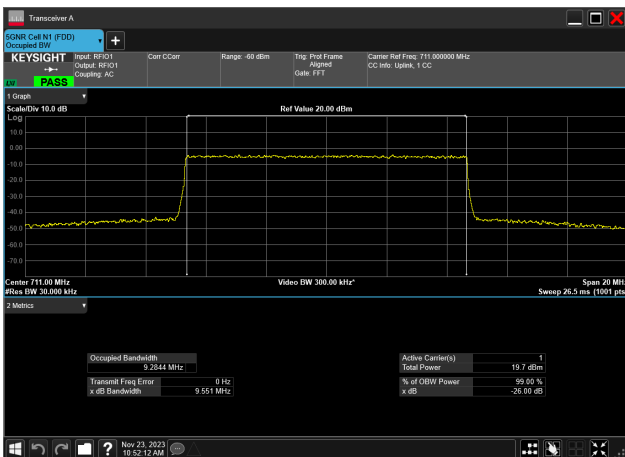 Transceiver A
5GNR Cell N1 (FDD)
Occupied BW
KEYSIGHT
Input: RFIO1
Output: RFIO1
Coupling: AC
Corr CCorr
Range: -60 dBm
Trig: Prot Frame
Aligned
Gate: FFT
Carrier Ref Freq: 711.000000 MHz
CC Info: Uplink, 1 CC
PASS
1 Graph
Scale/Div 10.0 dB
Ref Value 20.00 dBm
Log
10.0
0.00
-10.0
-20.0
-30.0
-40.0
-50.0
-60.0
-70.0
Center 711.00 MHz
Video BW 300.00 kHz*
Span 20 MHz
#Res BW 30.000 kHz
Sweep 26.5 ms (1001 pts
2 Metrics
Occupied Bandwidth
9.2844 MHz
Active Carrier(s) 1
Total Power 19.7 dBm
Transmit Freq Error 0 Hz
x dB Bandwidth 9.551 MHz
% of OBW Power 99.00 %
x dB -26.00 dB
?
Nov 23, 2023
10:52:12 AM